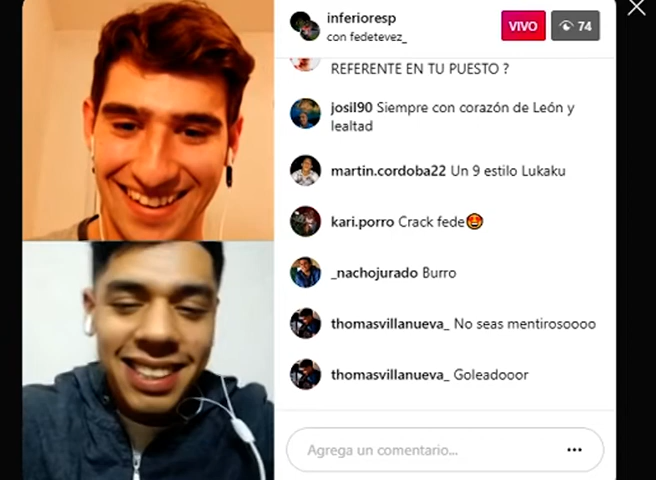 inferioresp
con fedetevez_
VIVO
74
REFERENTE EN TU PUESTO ?
josil90 Siempre con corazón de León y
lealtad
martin.cordoba22 Un 9 estilo Lukaku
kari.porro Crack fede
_nachojurado Burro
thomasvillanueva_ No seas mentirosoooo
thomasvillanueva_ Goleadooor
Agrega un comentario...